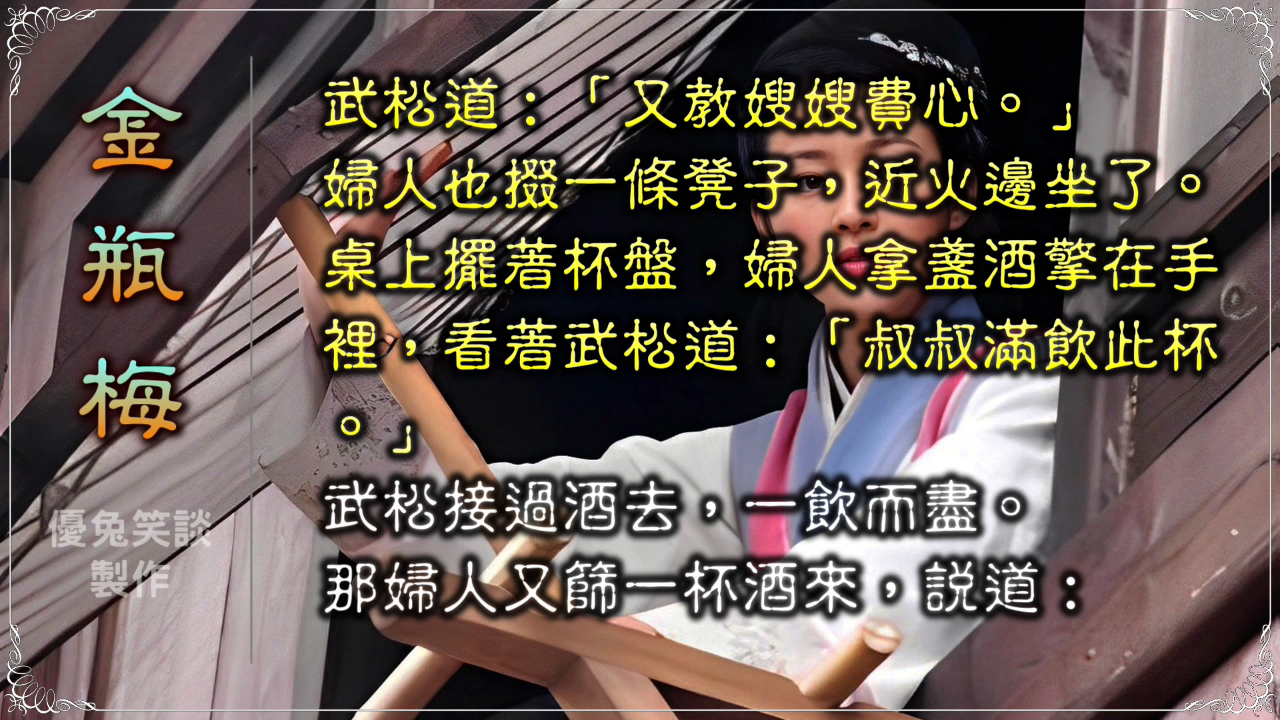 金瓶梅
優兔笑談
製作
武松道：「又教嫂嫂費心。」
婦人也掇一條凳子，近火邊坐了。
桌上擺著杯盤，婦人拿盞酒擎在手
裡，看著武松道：「叔叔滿飲此杯
。」
武松接過酒去，一飲而盡。
那婦人又篩一杯酒來，說道：